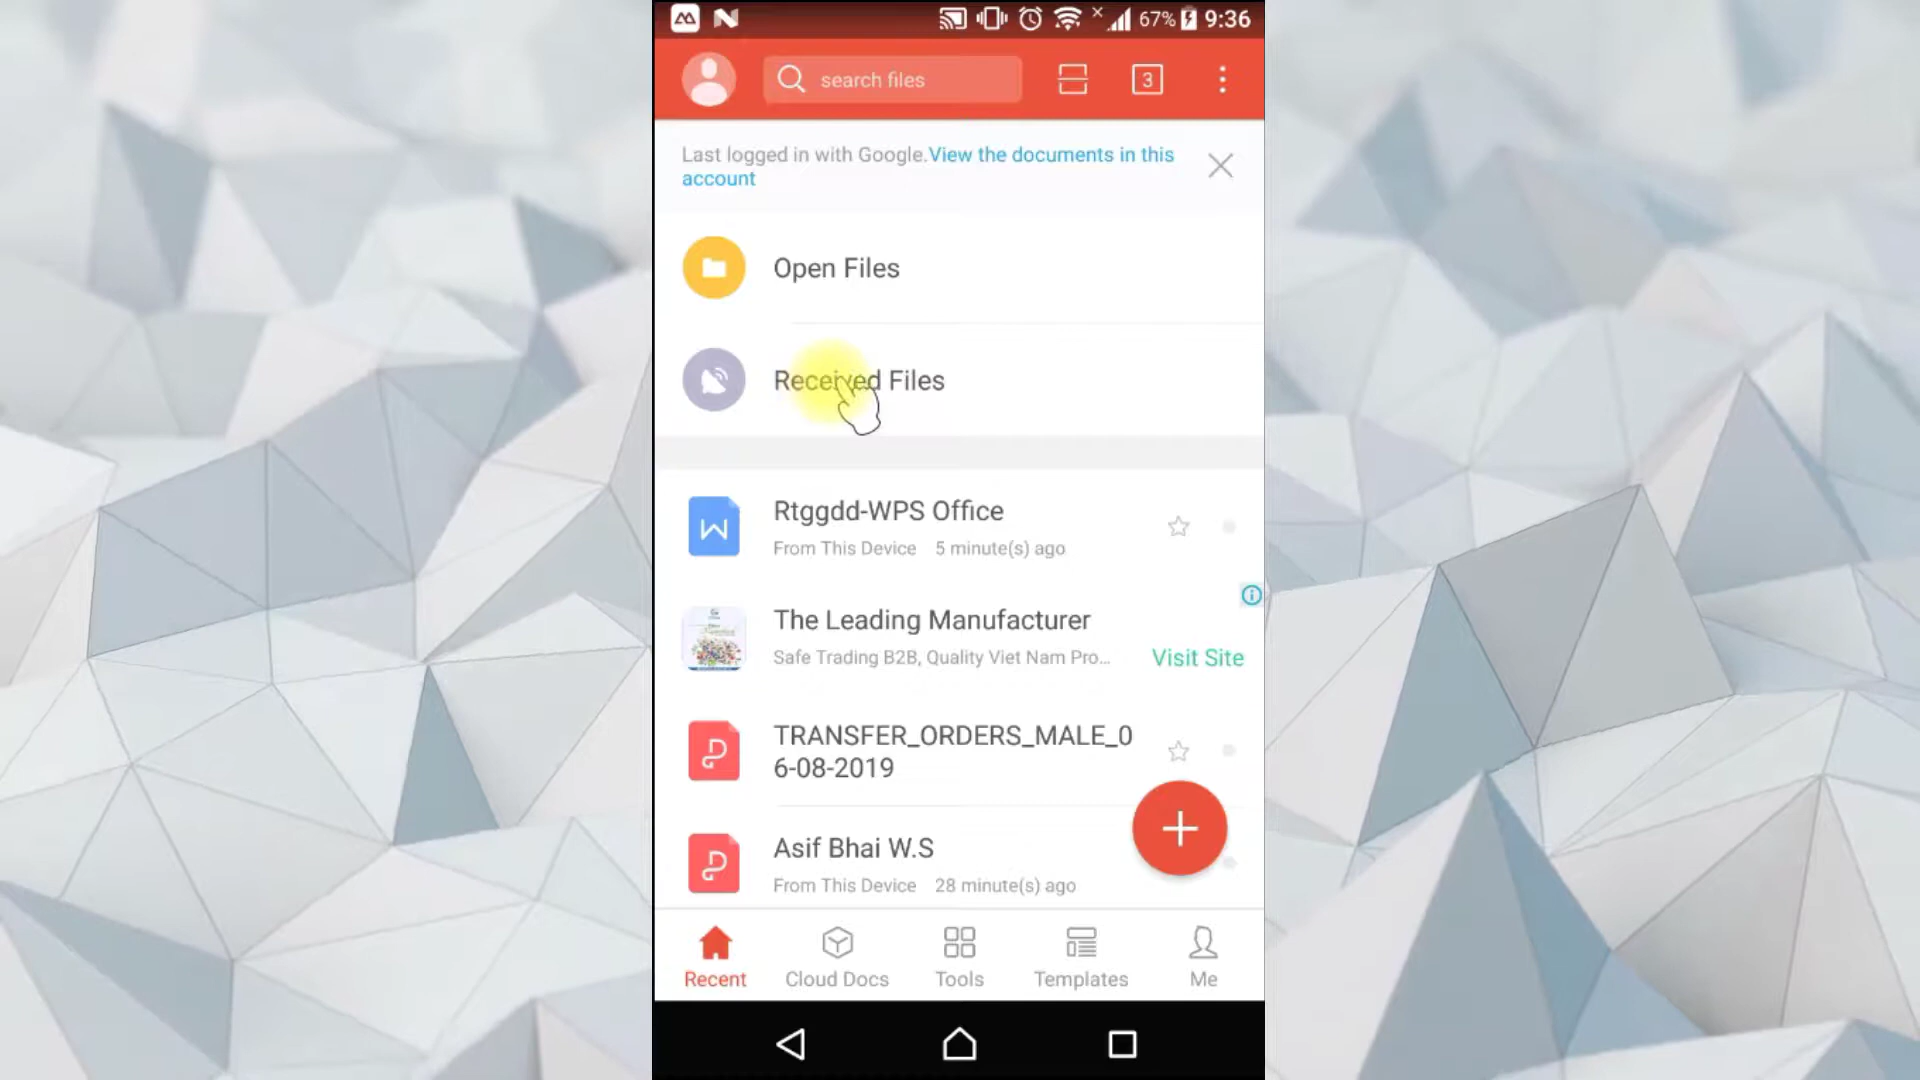 67% 9:36
search files
3
Last logged in with Google.View the documents in this
account
Open Files
Received Files
Rtggdd-WPS Office
From This Device 5 minute(s) ago
The Leading Manufacturer
Safe Trading B2B, Quality Viet Nam Pro...
Visit Site
TRANSFER_ORDERS_MALE_0
6-08-2019
Asif Bhai W.S
From This Device 28 minute(s) ago
Recent
Cloud Docs
Tools
Templates
Me